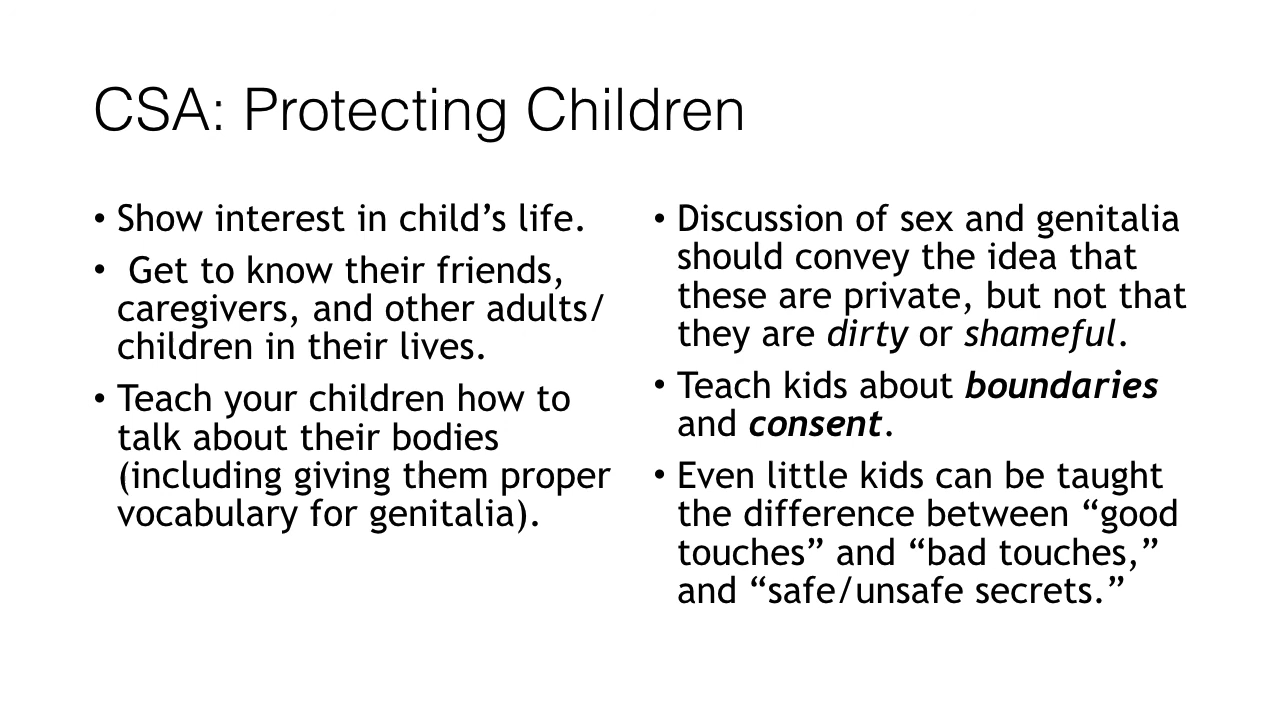 CSA: Protecting Children
• Show interest in child’s life.
• Get to know their friends,
caregivers, and other adults/
children in their lives.
• Teach your children how to
talk about their bodies
(including giving them proper
vocabulary for genitalia).
• Discussion of sex and genitalia
should convey the idea that
these are private, but not that
they are dirty or shameful.
• Teach kids about boundaries
and consent.
• Even little kids can be taught
the difference between “good
touches” and “bad touches,”
and “safe/unsafe secrets.”